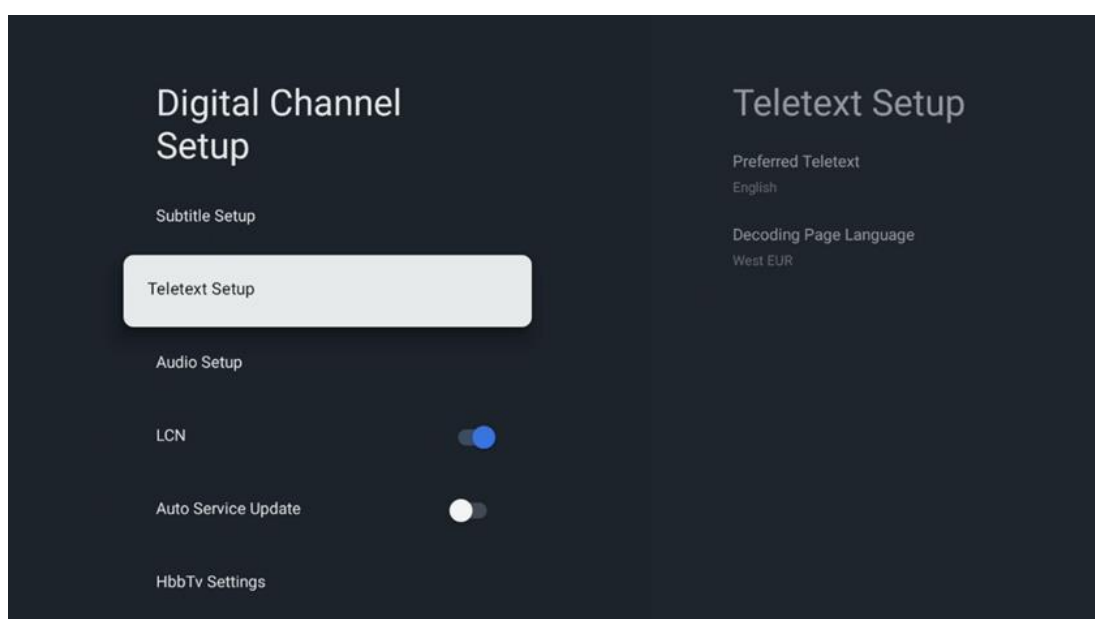 Digital Channel
Setup
Subtitle Setup
Teletext Setup
Audio Setup
LCN
Auto Service Update
HbbTv Settings
Teletext Setup
Preferred Teletext
English
Decoding Page Language
West EUR